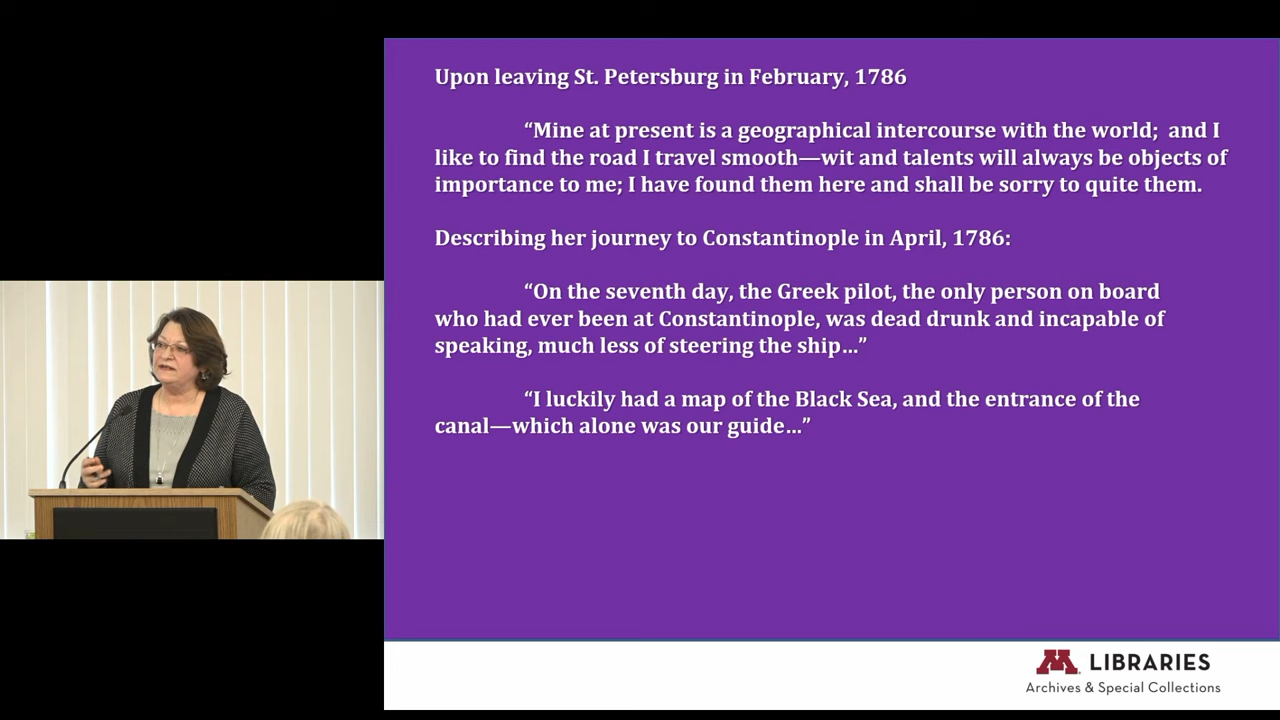 Upon leaving St. Petersburg in February, 1786
“Mine at present is a geographical intercourse with the world;  and I
like to find the road I travel smooth—wit and talents will always be objects of
importance to me; I have found them here and shall be sorry to quite them.
Describing her journey to Constantinople in April, 1786:
“On the seventh day, the Greek pilot, the only person on board
who had ever been at Constantinople, was dead drunk and incapable of
speaking, much less of steering the ship…”
“I luckily had a map of the Black Sea, and the entrance of the
canal—which alone was our guide…”
M LIBRARIES
Archives & Special Collections